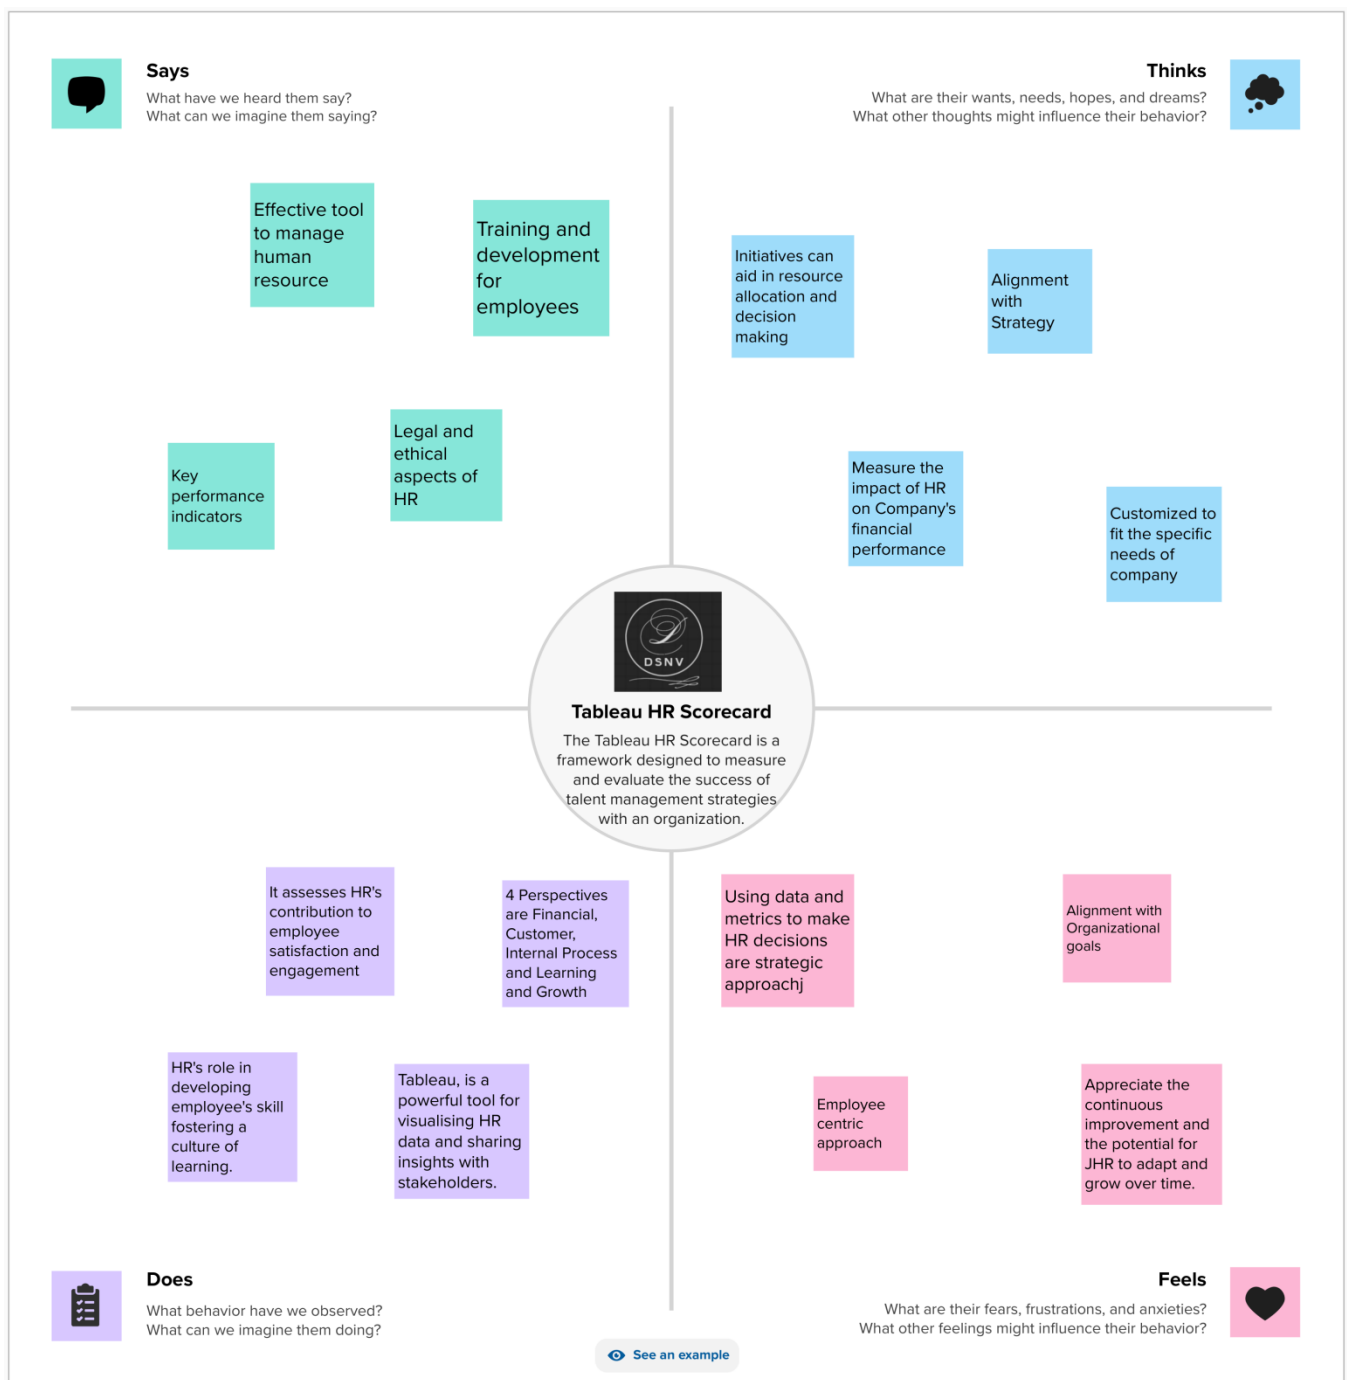 Says
What have we heard them say?
What can we imagine them saying?
Thinks
What are their wants, needs, hopes, and dreams?
What other thoughts might influence their behavior?
Effective tool
to manage
human
resource
Training and
development
for
employees
Key
performance
indicators
Legal and
ethical
aspects of
HR
Initiatives can
aid in resource
allocation and
decision
making
Alignment
with
Strategy
Measure the
impact of HR
on Company's
financial
performance
Customized to
fit the specific
needs of
company
DSNV
Tableau HR Scorecard
The Tableau HR Scorecard is a
framework designed to measure
and evaluate the success of
talent management strategies
with an organization.
It assesses HR's
contribution to
employee
satisfaction and
engagement
4 Perspectives
are Financial,
Customer,
Internal Process
and Learning
and Growth
HR's role in
developing
employee's skill
fostering a
culture of
learning.
Tableau, is a
powerful tool for
visualising HR
data and sharing
insights with
stakeholders.
Using data and
metrics to make
HR decisions
are strategic
approachj
Alignment with
Organizational
goals
Employee
centric
approach
Appreciate the
continuous
improvement and
the potential for
JHR to adapt and
grow over time.
Does
What behavior have we observed?
What can we imagine them doing?
Feels
What are their fears, frustrations, and anxieties?
What other feelings might influence their behavior?
See an example